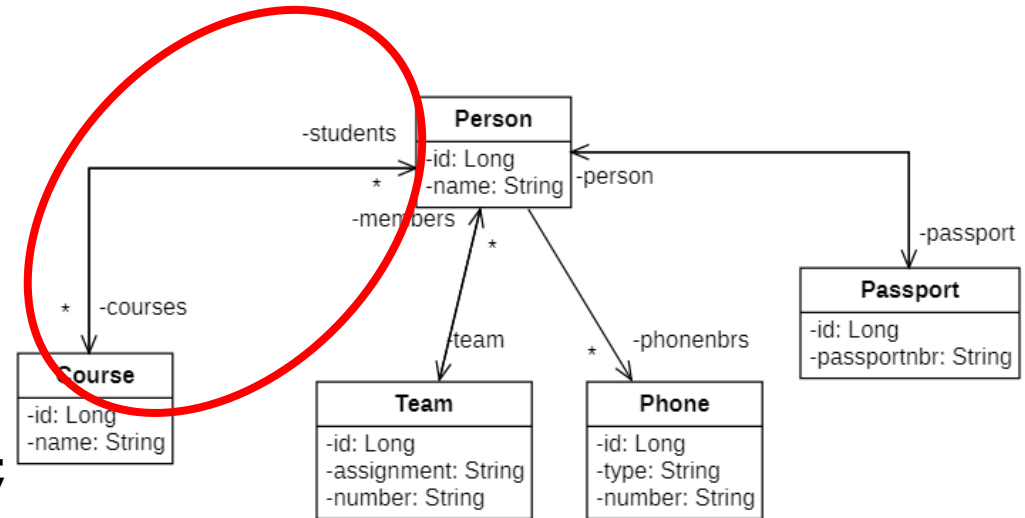 Person
-students
-id: Long
-name: String
*
-person
-members
*
-passport
Passport
-id: Long
-passportnbr: String
* -courses
-team
-phonenbrs
*
Course
-id: Long
-name: String
Team
-id: Long
-assignment: String
-number: String
Phone
-id: Long
-type: String
-number: String
;